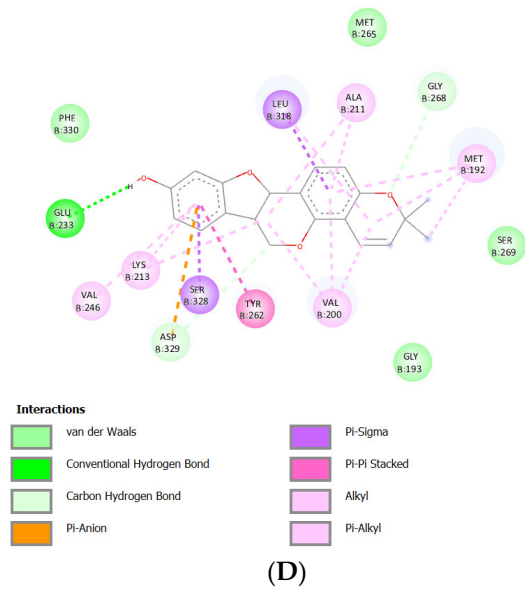 MET
B:265
LEU
B:318
ALA
B:211
GLY
B:268
PHE
B:330
MET
B:192
O
O
H
O
O
GLU
B:233
SER
B:269
LYS
B:213
VAL
B:246
SER
B:328
TYR
B:262
VAL
B:200
ASP
B:329
GLY
B:193
Interactions
van der Waals
Conventional Hydrogen Bond
Carbon Hydrogen Bond
Pi-Anion
Pi-Sigma
Pi-Pi Stacked
Alkyl
Pi-Alkyl
(D)